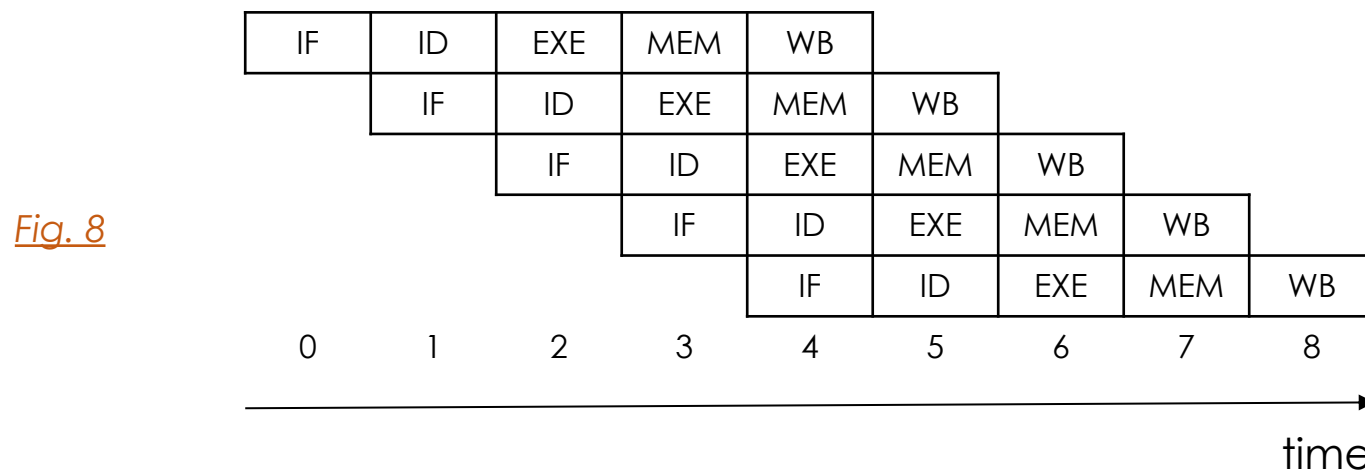 IF ID EXE MEM WB
IF ID EXE MEM WB
IF ID EXE MEM WB
Fig. 8
IF ID EXE MEM WB
IF ID EXE MEM WB
0 1 2 3 4 5 6 7 8
time